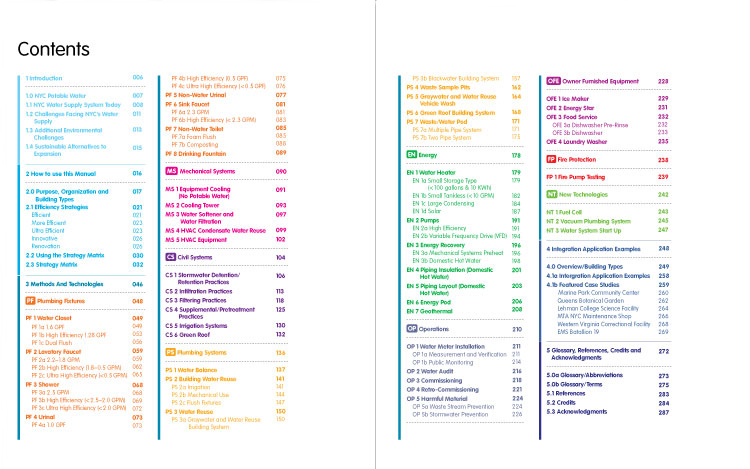 Contents
1 Introduction 006
1.0 NYC Potable Water 007
1.1 NYC Water Supply System Today 008
1.2 Challenges Facing NYC's Water 011
Supply
1.3 Additional Environmental 013
Challenges
1.4 Sustainable Alternatives to 015
Expansion
2 How to use this Manual 016
2.0 Purpose, Organization and 017
Building Types
2.1 Efficiency Strategies 021
Efficient 021
More Efficient 023
Ultra Efficient 023
Innovative 026
Renovation 026
2.2 Using the Strategy Matrix 030
2.3 Strategy Matrix 032
3 Methods And Technologies 046
PF Plumbing Fixtures 048
PF 1 Water Closet 049
PF 1a 1.6 GPF 049
PF 1b High Efficiency 1.28 GPF 052
PF 1c Dual Flush 056
PF 2 Lavatory Faucet 059
PF 2a 2.2–1.8 GPM 059
PF 2b High Efficiency (1.8–0.5 GPM) 062
PF 2c Ultra High Efficiency (<0.5 GPM) 065
PF 3 Shower 068
PF 3a 2.5 GPM 068
PF 3b High Efficiency (<2.5–2.0 GPM) 069
PF 3c Ultra High Efficiency (<2.0 GPM) 072
PF 4 Urinal 073
PF 4a 1.0 GPF 073
PF 4b High Efficiency (0.5 GPF) 075
PF 4c Ultra High Efficiency (<0.5 GPF) 076
PF 5 Non-Water Urinal 077
PF 6 Sink Faucet 081
PF 6a 2.3 GPM 081
PF 6b High Efficiency (< 2.3 GPM) 083
PF 7 Non-Water Toilet 085
PF 7a Foam Flush 085
PF 7b Composting 086
PF 8 Drinking Fountain 089
MS Mechanical Systems 090
MS 1 Equipment Cooling 091
(No Potable Water)
MS 2 Cooling Tower 093
MS 3 Water Softener and 097
Water Filtration
MS 4 HVAC Condensate Water Reuse 099
MS 5 HVAC Equipment 102
CS Civil Systems 104
CS 1 Stormwater Detention/ 106
Retention Practices
CS 2 Infiltration Practices 113
CS 3 Filtering Practices 118
CS 4 Supplemental/Pretreatment 125
Practices
CS 5 Irrigation Systems 130
CS 6 Green Roof 132
PS Plumbing Systems 136
PS 1 Water Balance 137
PS 2 Building Water Reuse 141
PS 2a Irrigation 141
PS 2b Mechanical Use 143
PS 2c Flush Fixtures 147
PS 3 Water Reuse 150
PS 3a Graywater and Water Reuse 150
Building System
PS 3b Blackwater Building System 157
PS 4 Waste Sample Pits 162
PS 5 Graywater and Water Reuse 164
Vehicle Wash
PS 6 Green Roof Building System 168
PS 7 Waste/Water Pod 171
PS 7a Multiple Pipe System 171
PS 7b Two Pipe System 173
EN Energy 178
EN 1 Water Heater 179
EN 1a Small Storage Type 179
(<100 gallons & 10 KWh)
EN 1b Small Tankless (<10 GPM) 182
EN 1c Large Condensing 184
EN 1d Solar 187
EN 2 Pumps 191
EN 2a High Efficiency 191
EN 2b Variable Frequency Drive (VFD) 194
EN 3 Energy Recovery 196
EN 3a Mechanical Systems Preheat 196
EN 3b Domestic Hot Water 198
EN 4 Piping Insulation (Domestic 201
Hot Water)
EN 5 Piping Layout (Domestic 203
Hot Water)
EN 6 Energy Pod 206
EN 7 Geothermal 208
OP Operations 210
OP 1 Water Meter Installation 211
OP 1a Measurement and Verification 211
OP 1b Public Monitoring 214
OP 2 Water Audit 216
OP 3 Commissioning 218
OP 4 Retro-Commissioning 221
OP 5 Harmful Material 224
OP 5a Waste Stream Prevention 224
OP 5b Stormwater Prevention 226
OFE Owner Furnished Equipment 228
OFE 1 Ice Maker 229
OFE 2 Energy Star 231
OFE 3 Food Service 232
OFE 3a Dishwasher Pre-Rinse 232
OFE 3b Dishwasher 233
OFE 4 Laundry Washer 235
FP Fire Protection 238
FP 1 Fire Pump Testing 239
NT New Technologies 242
NT 1 Fuel Cell 243
NT 2 Vacuum Plumbing System 245
NT 3 Water System Start Up 247
4 Integration Application Examples 248
4.0 Overview/Building Types 249
4.1a Integration Application Examples 258
4.1b Featured Case Studies 259
Marine Park Community Center 260
Queens Botanical Garden 262
Lehman College Science Facility 264
MTA NYC Maintenance Shop 266
Western Virginia Correctional Facility 268
EMS Battalion 19 269
5 Glossary, References, Credits and 272
Acknowledgments
5.0a Glossary/Abbreviations 273
5.0b Glossary/Terms 275
5.1 References 283
5.2 Credits 284
5.3 Acknowledgments 287